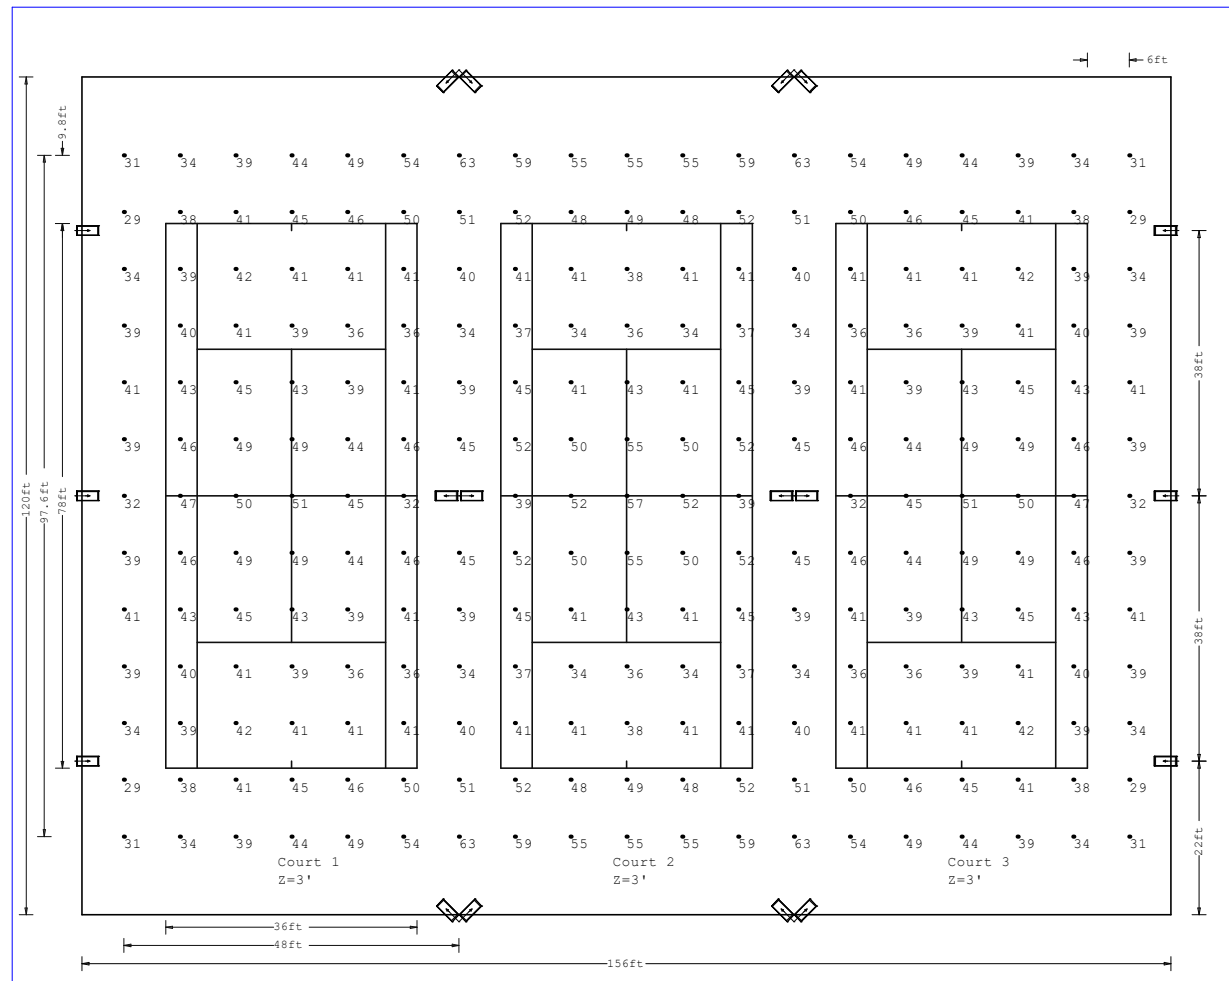 6ft
9.8ft
31 34 39 44 49 54 63 59 55 55 55 59 63 54 49 44 39 34 31
29 38 41 45 46 50 51 52 48 49 48 52 51 50 46 45 41 38 29
34 39 42 41 41 41 40 41 41 38 41 41 40 41 41 41 42 39 34
39 40 41 39 36 36 34 37 34 36 34 37 34 36 36 39 41 40 39
38ft
41 43 45 43 39 41 39 45 41 43 41 45 39 41 39 43 45 43 41
39 46 49 49 44 46 45 52 50 55 50 52 45 46 44 49 49 46 39
120ft
97.6ft
78ft
32 47 50 51 45 32 39 52 57 52 39 32 45 51 50 47 32
39 46 49 49 44 46 45 52 50 55 50 52 45 46 44 49 49 46 39
41 43 45 43 39 41 39 45 41 43 41 45 39 41 39 43 45 43 41
38ft
39 40 41 39 36 36 34 37 34 36 34 37 34 36 36 39 41 40 39
34 39 42 41 41 41 40 41 41 38 41 41 40 41 41 41 42 39 34
29 38 41 45 46 50 51 52 48 49 48 52 51 50 46 45 41 38 29
31 34 39 44 49 54 63 59 55 55 55 59 63 54 49 44 39 34 31
22ft
Court 1 Court 2 Court 3
Z=3' Z=3' Z=3'
36ft
48ft
156ft